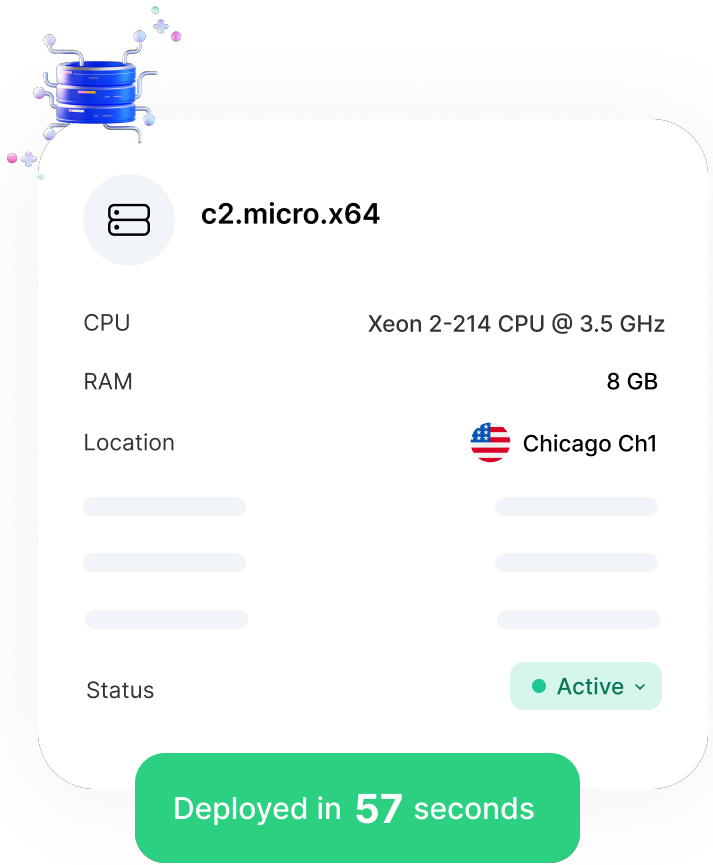 c2.micro.x64
CPU Xeon 2-214 CPU @ 3.5 GHz
RAM 8 GB
Location Chicago Ch1
Status Active
Deployed in 57 seconds